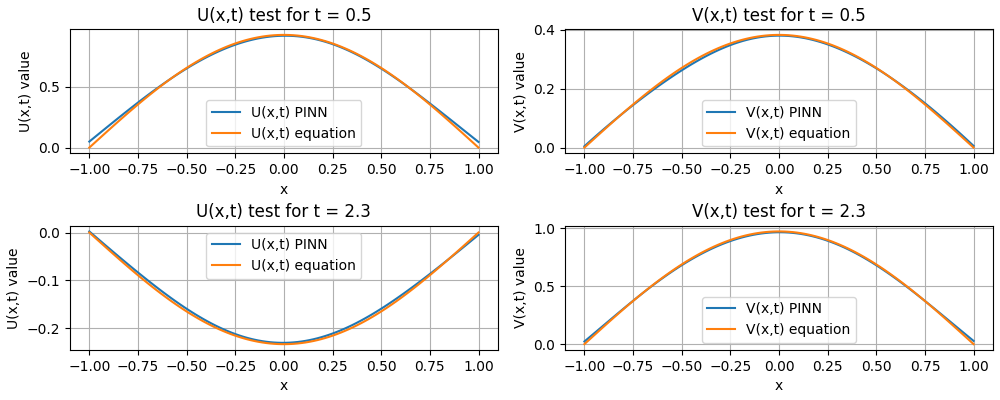 U(x,t) test for t = 0.5
U(x,t) value
0.5
0.0
U(x,t) PINN
U(x,t) equation
−1.00 −0.75 −0.50 −0.25 0.00 0.25 0.50 0.75 1.00
x
V(x,t) test for t = 0.5
V(x,t) value
0.4
0.2
0.0
V(x,t) PINN
V(x,t) equation
−1.00 −0.75 −0.50 −0.25 0.00 0.25 0.50 0.75 1.00
x
U(x,t) test for t = 2.3
U(x,t) value
0.0
−0.1
−0.2
U(x,t) PINN
U(x,t) equation
−1.00 −0.75 −0.50 −0.25 0.00 0.25 0.50 0.75 1.00
x
V(x,t) test for t = 2.3
V(x,t) value
1.0
0.5
0.0
V(x,t) PINN
V(x,t) equation
−1.00 −0.75 −0.50 −0.25 0.00 0.25 0.50 0.75 1.00
x